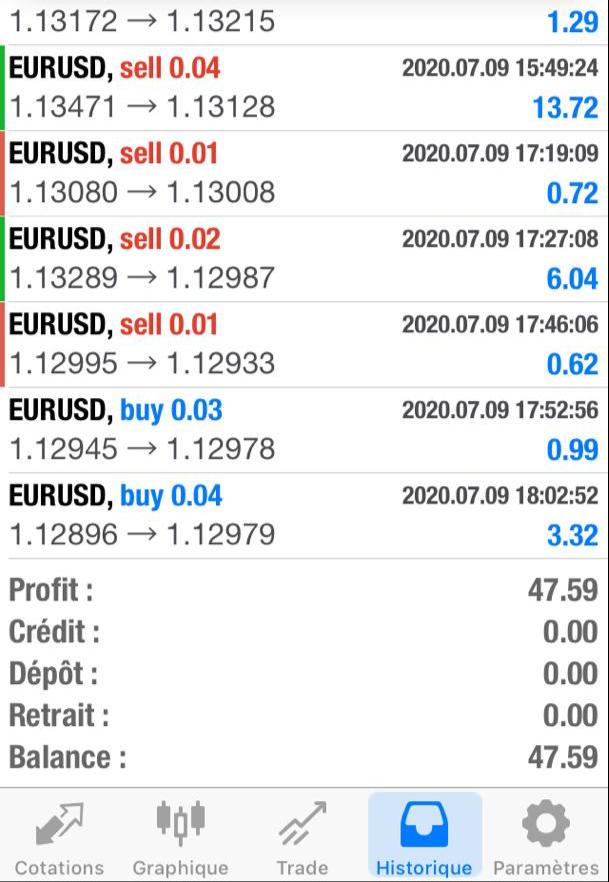 1.13172 → 1.13215 1.29
EURUSD, sell 0.04 2020.07.09 15:49:24
1.13471 → 1.13128 13.72
EURUSD, sell 0.01 2020.07.09 17:19:09
1.13080 → 1.13008 0.72
EURUSD, sell 0.02 2020.07.09 17:27:08
1.13289 → 1.12987 6.04
EURUSD, sell 0.01 2020.07.09 17:46:06
1.12995 → 1.12933 0.62
EURUSD, buy 0.03 2020.07.09 17:52:56
1.12945 → 1.12978 0.99
EURUSD, buy 0.04 2020.07.09 18:02:52
1.12896 → 1.12979 3.32
Profit : 47.59
Crédit : 0.00
Dépôt : 0.00
Retrait : 0.00
Balance : 47.59
Cotations Graphique Trade Historique Paramètres